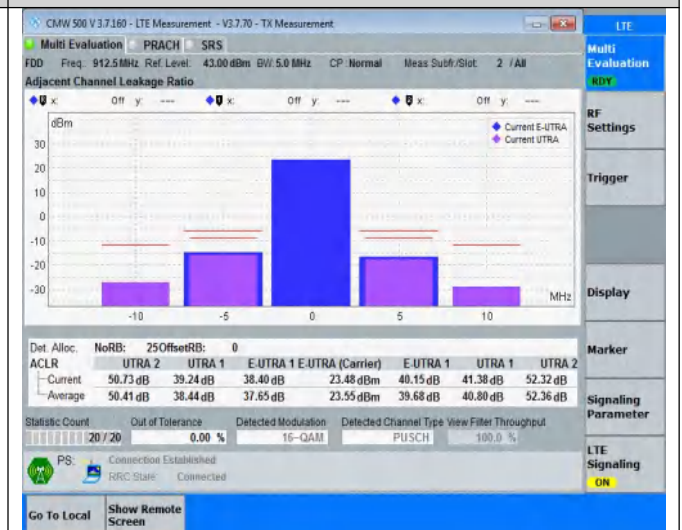 CMW 500 V 3.7.160 - LTE Measurement - V3.7.70 - TX Measurement
LTE
Multi Evaluation PRACH SRS
FDD Freq.: 912.5 MHz Ref. Level: 43.00 dBm BW: 5.0 MHz CP: Normal Meas Subfr./Slot: 2 / All
Multi Evaluation
RDY
Adjacent Channel Leakage Ratio
x: Off y: --- x: Off y: --- x: Off y: ---
dBm
Current E-UTRA
Current UTRA
RF Settings
30
20
10
0
-10
-20
-30
Trigger
MHz
-10 -5 0 5 10
Display
Det. Alloc. NoRB: 25 OffsetRB: 0
ACLR UTRA 2 UTRA 1 E-UTRA 1 E-UTRA (Carrier) E-UTRA 1 UTRA 1 UTRA 2
Current 50.73 dB 39.24 dB 38.40 dB 23.48 dBm 40.15 dB 41.38 dB 52.32 dB
Average 50.41 dB 38.44 dB 37.65 dB 23.55 dBm 39.68 dB 40.80 dB 52.36 dB
Marker
Statistic Count Out of Tolerance Detected Modulation Detected Channel Type View Filter Throughput
20 / 20 0.00 % 16-QAM PUSCH 100.0 %
Signaling Parameter
PS: Connection Established
RRC State Connected
LTE Signaling
ON
Go To Local
Show Remote Screen